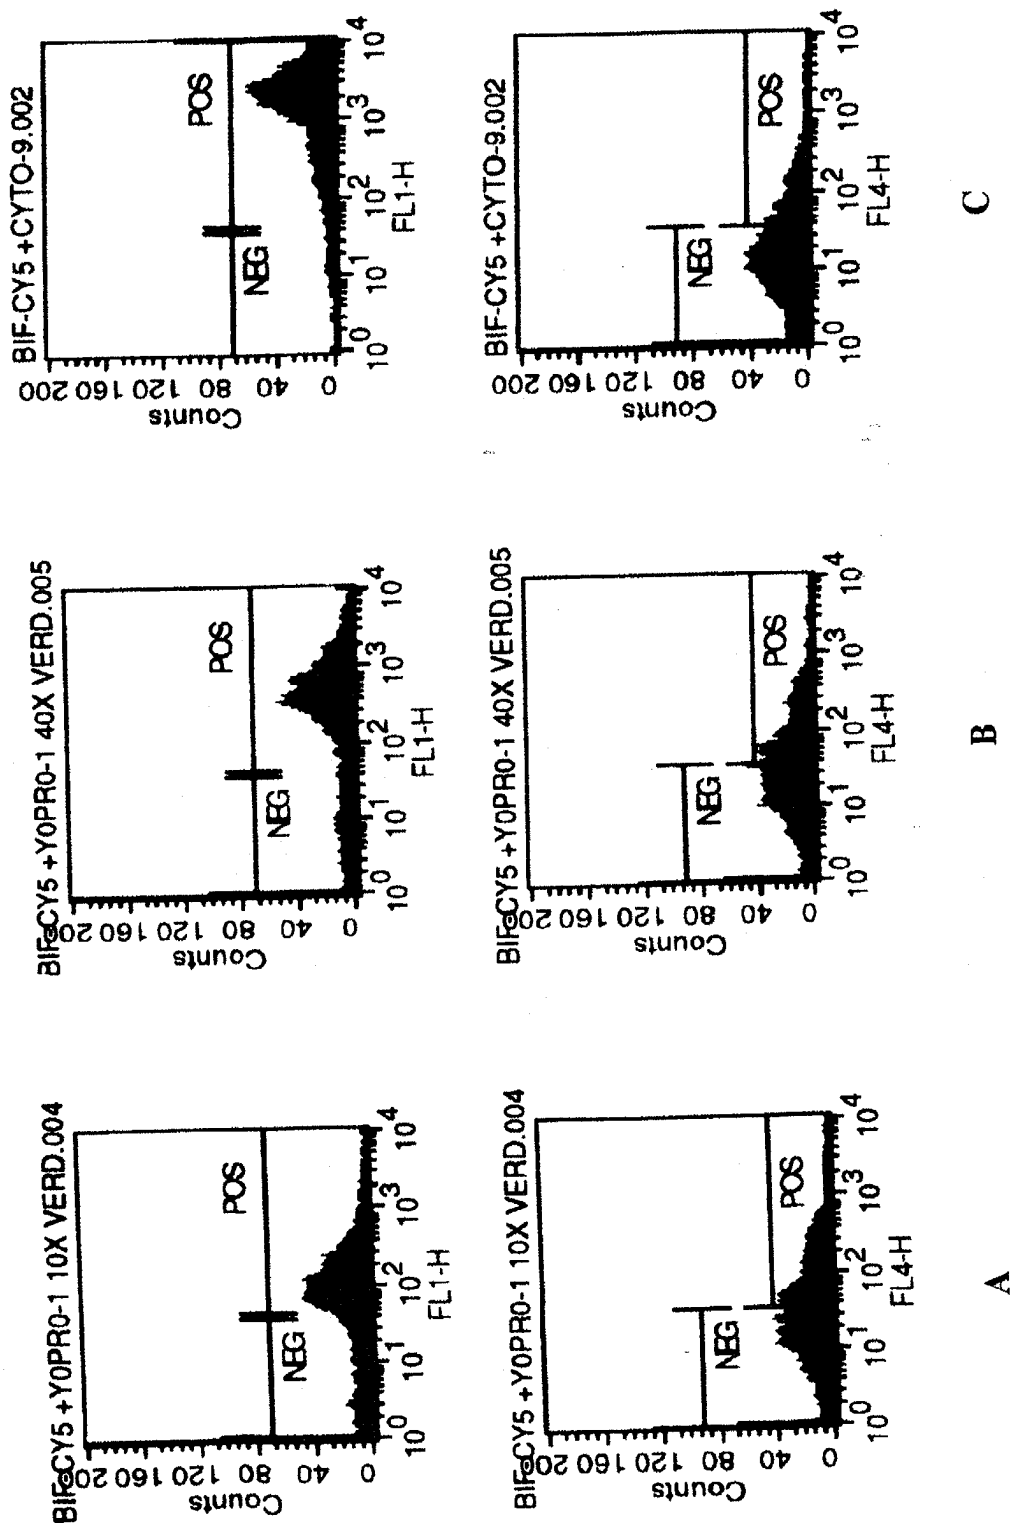 BIF-CY5 +Y0PR0-1 10X VERD.004
Counts
200 160 120 80 40 0
NEG
POS
10^0 10^1 10^2 10^3 10^4
FL1-H
BIF-CY5 +Y0PR0-1 40X VERD.005
Counts
200 160 120 80 40 0
NEG
POS
10^0 10^1 10^2 10^3 10^4
FL1-H
BIF-CY5 +CYTO-9.002
Counts
200 160 120 80 40 0
NEG
POS
10^0 10^1 10^2 10^3 10^4
FL1-H
BIF-CY5 +Y0PR0-1 10X VERD.004
Counts
200 160 120 80 40 0
NEG
POS
10^0 10^1 10^2 10^3 10^4
FL4-H
BIF-CY5 +Y0PR0-1 40X VERD.005
Counts
200 160 120 80 40 0
NEG
POS
10^0 10^1 10^2 10^3 10^4
FL4-H
BIF-CY5 +CYTO-9.002
Counts
200 160 120 80 40 0
NEG
POS
10^0 10^1 10^2 10^3 10^4
FL4-H
A
B
C